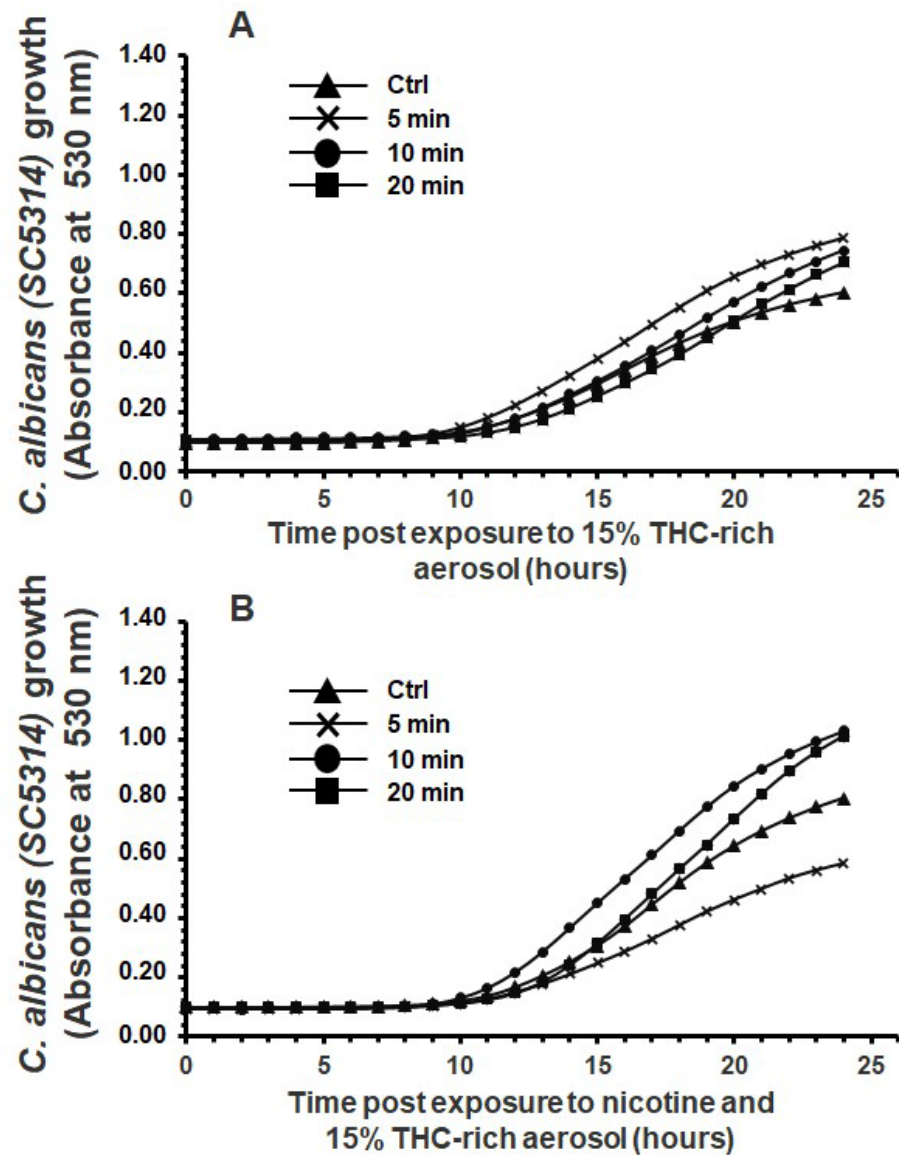 A
C. albicans (SC5314) growth
(Absorbance at 530 nm)
1.40
1.20
1.00
0.80
0.60
0.40
0.20
0.00
Ctrl
5 min
10 min
20 min
0 5 10 15 20 25
Time post exposure to 15% THC-rich
aerosol (hours)
B
C. albicans (SC5314) growth
(Absorbance at 530 nm)
1.40
1.20
1.00
0.80
0.60
0.40
0.20
0.00
Ctrl
5 min
10 min
20 min
0 5 10 15 20 25
Time post exposure to nicotine and
15% THC-rich aerosol (hours)